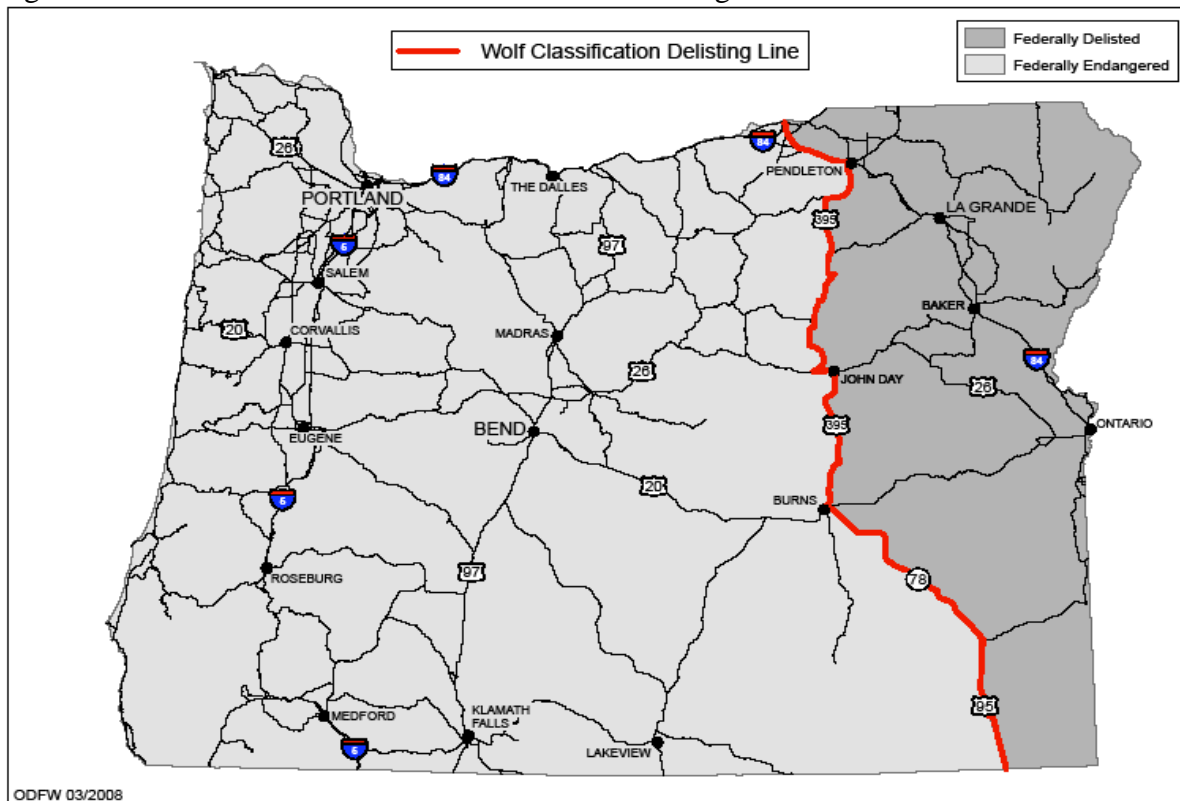 Wolf Classification Delisting Line
Federally Delisted
Federally Endangered
26
84
84
PENDLETON
PORTLAND
THE DALLES
LA GRANDE
395
5
97
SALEM
BAKER
20
CORVALLIS
MADRAS
84
26
JOHN DAY
26
EUGENE
BEND
395
ONTARIO
20
5
BURNS
97
78
ROSEBURG
95
MEDFORD
KLAMATH
FALLS
5
LAKEVIEW
ODFW 03/2008